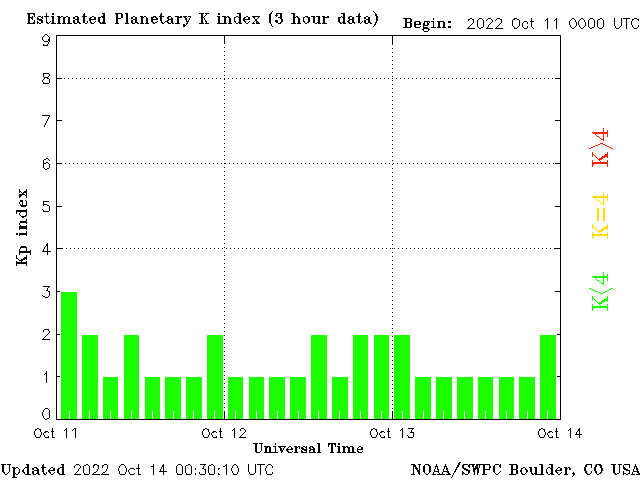 Estimated Planetary K index (3 hour data)
Begin: 2022 Oct 11 0000 UTC
9
8
7
6
5
4
3
2
1
0
Kp index
K>4
K=4
K<4
Oct 11
Oct 12
Oct 13
Oct 14
Universal Time
Updated 2022 Oct 14 00:30:10 UTC
NOAA/SWPC Boulder, CO USA